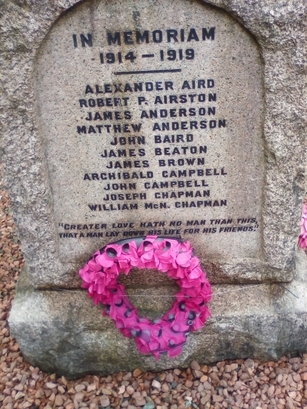 IN MEMORIAM
1914—1919
ALEXANDER AIRD
ROBERT P. AIRSTON
JAMES ANDERSON
MATTHEW ANDERSON
JOHN BAIRD
JAMES BEATON
JAMES BROWN
ARCHIBALD CAMPBELL
JOHN CAMPBELL
JOSEPH CHAPMAN
WILLIAM McN. CHAPMAN
"GREATER LOVE HATH NO MAN THAN THIS,
THAT A MAN LAY DOWN HIS LIFE FOR HIS FRIENDS."